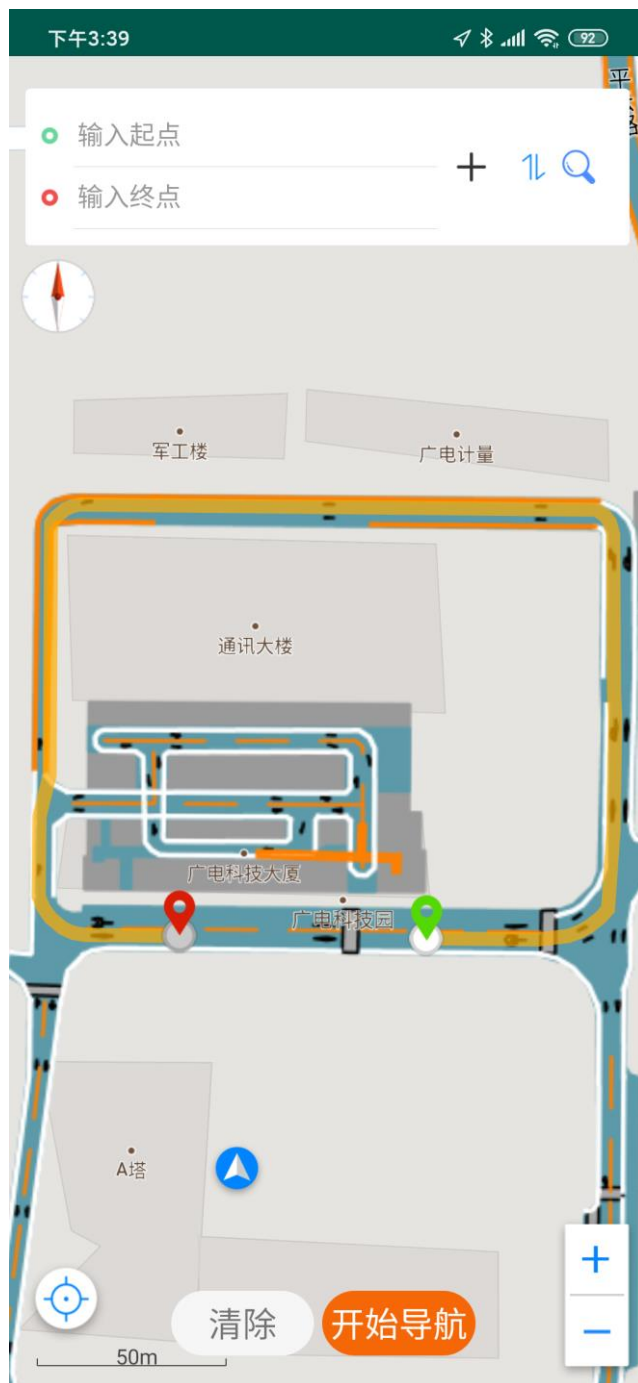 下午3:39
92
平
输入起点
输入终点
军工楼
广电计量
通讯大楼
广电科技大厦
广电科技园
A塔
清除
开始导航
50m